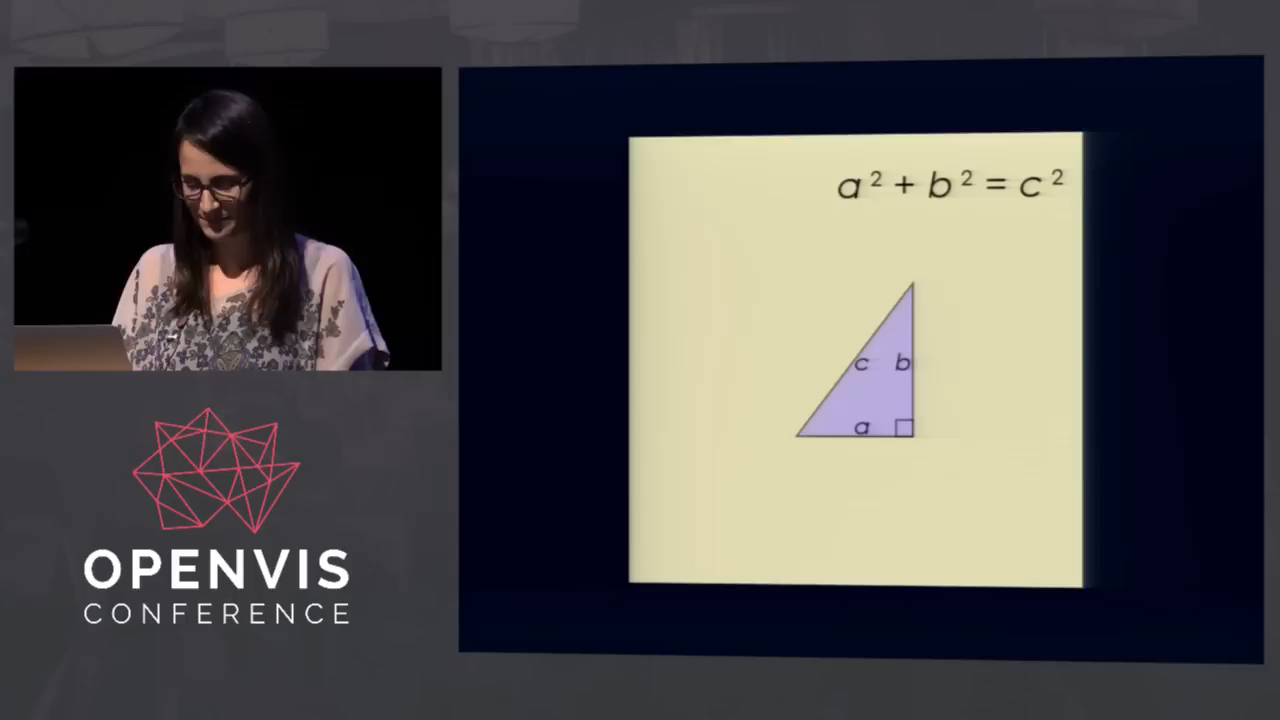 a² + b² = c²
c b
a
OPENVIS
CONFERENCE